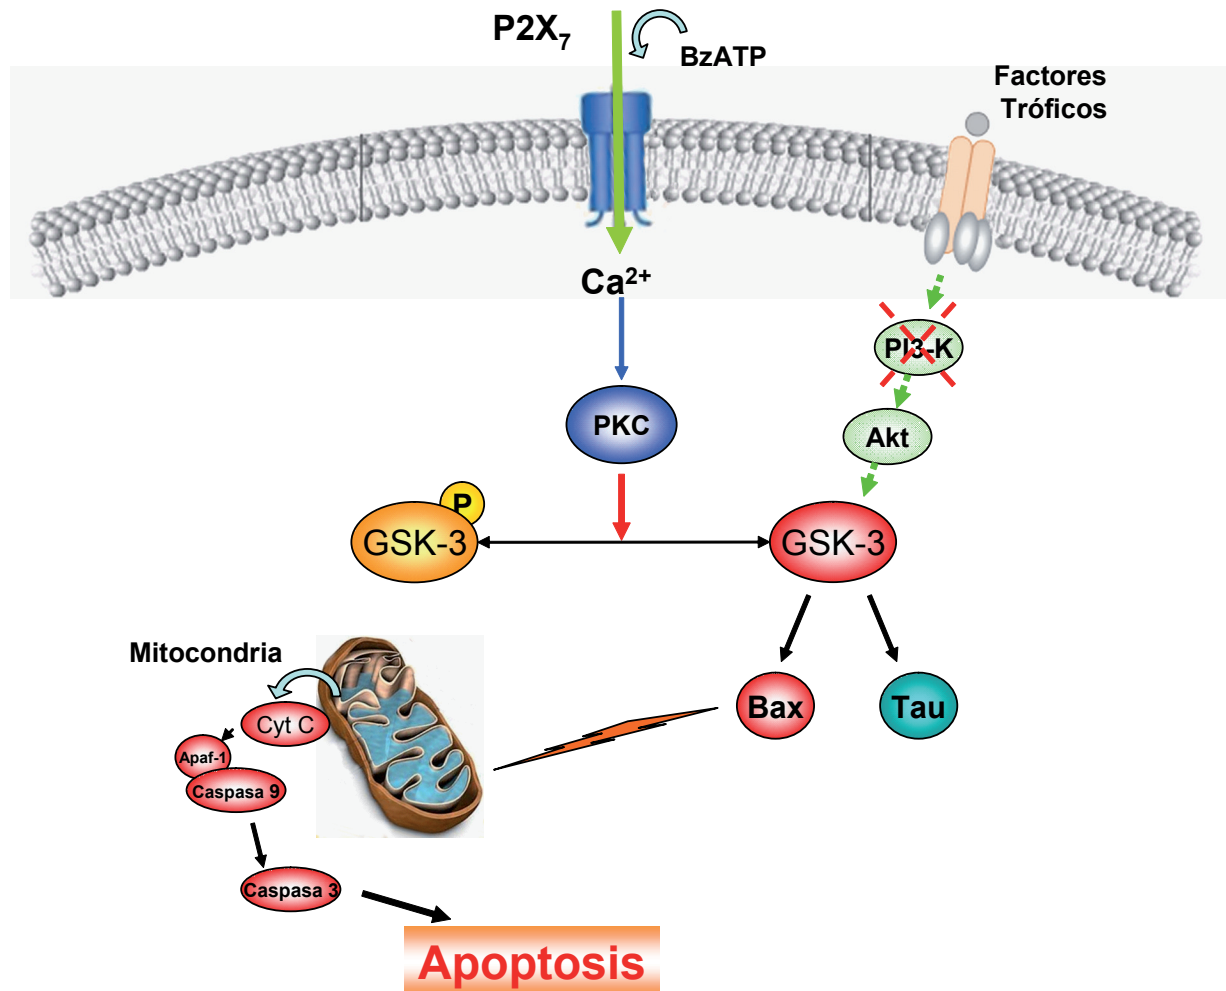 P2X₇
BzATP
Factores
Tróficos
Ca²⁺
PI3-K
PKC
Akt
P
GSK-3
GSK-3
Mitocondria
Bax
Tau
Cyt C
Apaf-1
Caspasa 9
Caspasa 3
Apoptosis